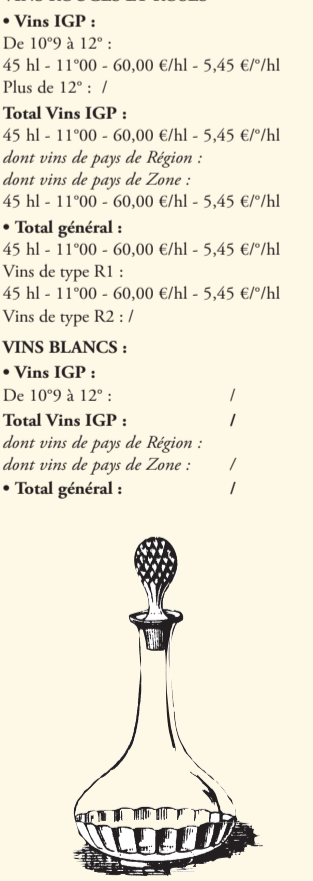 • Vins IGP :
De 10°9 à 12° :
45 hl - 11°00 - 60,00 €/hl - 5,45 €/°/hl
Plus de 12° : /
Total Vins IGP :
45 hl - 11°00 - 60,00 €/hl - 5,45 €/°/hl
dont vins de pays de Région :
dont vins de pays de Zone :
45 hl - 11°00 - 60,00 €/hl - 5,45 €/°/hl
• Total général :
45 hl - 11°00 - 60,00 €/hl - 5,45 €/°/hl
Vins de type R1 :
45 hl - 11°00 - 60,00 €/hl - 5,45 €/°/hl
Vins de type R2 : /
VINS BLANCS :
• Vins IGP :
De 10°9 à 12° : /
Total Vins IGP : /
dont vins de pays de Région :
dont vins de pays de Zone : /
• Total général : /